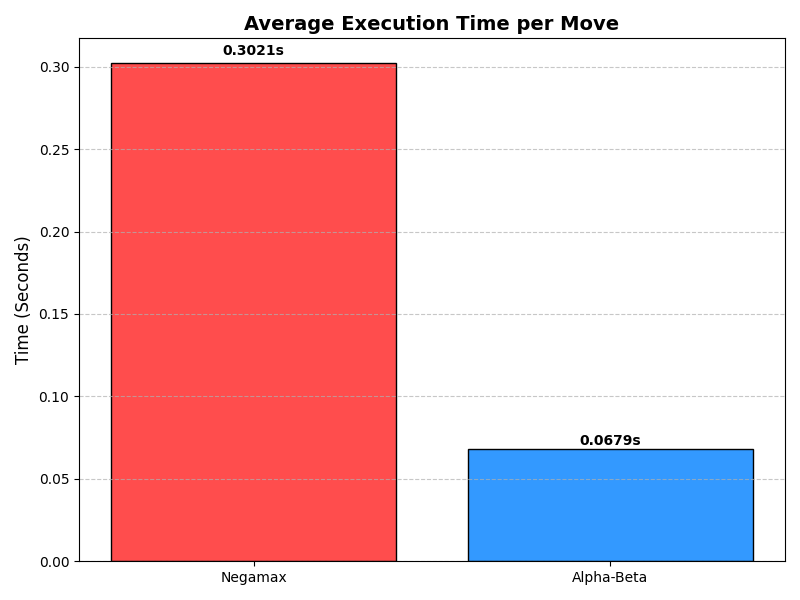 Average Execution Time per Move
0.3021s
0.30
0.25
0.20
0.15
0.10
0.0679s
0.05
0.00
Time (Seconds)
Negamax
Alpha-Beta